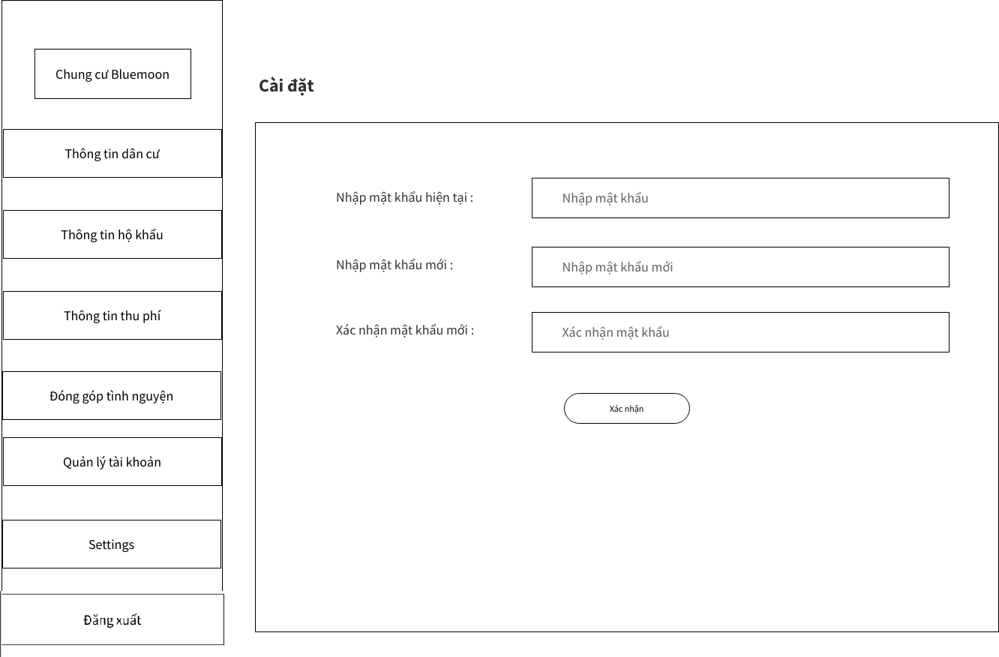 Chung cư Bluemoon
Thông tin dân cư
Thông tin hộ khẩu
Thông tin thu phí
Đóng góp tình nguyện
Quản lý tài khoản
Settings
Đăng xuất
Cài đặt
Nhập mật khẩu hiện tại :
Nhập mật khẩu
Nhập mật khẩu mới :
Nhập mật khẩu mới
Xác nhận mật khẩu mới :
Xác nhận mật khẩu
Xác nhận